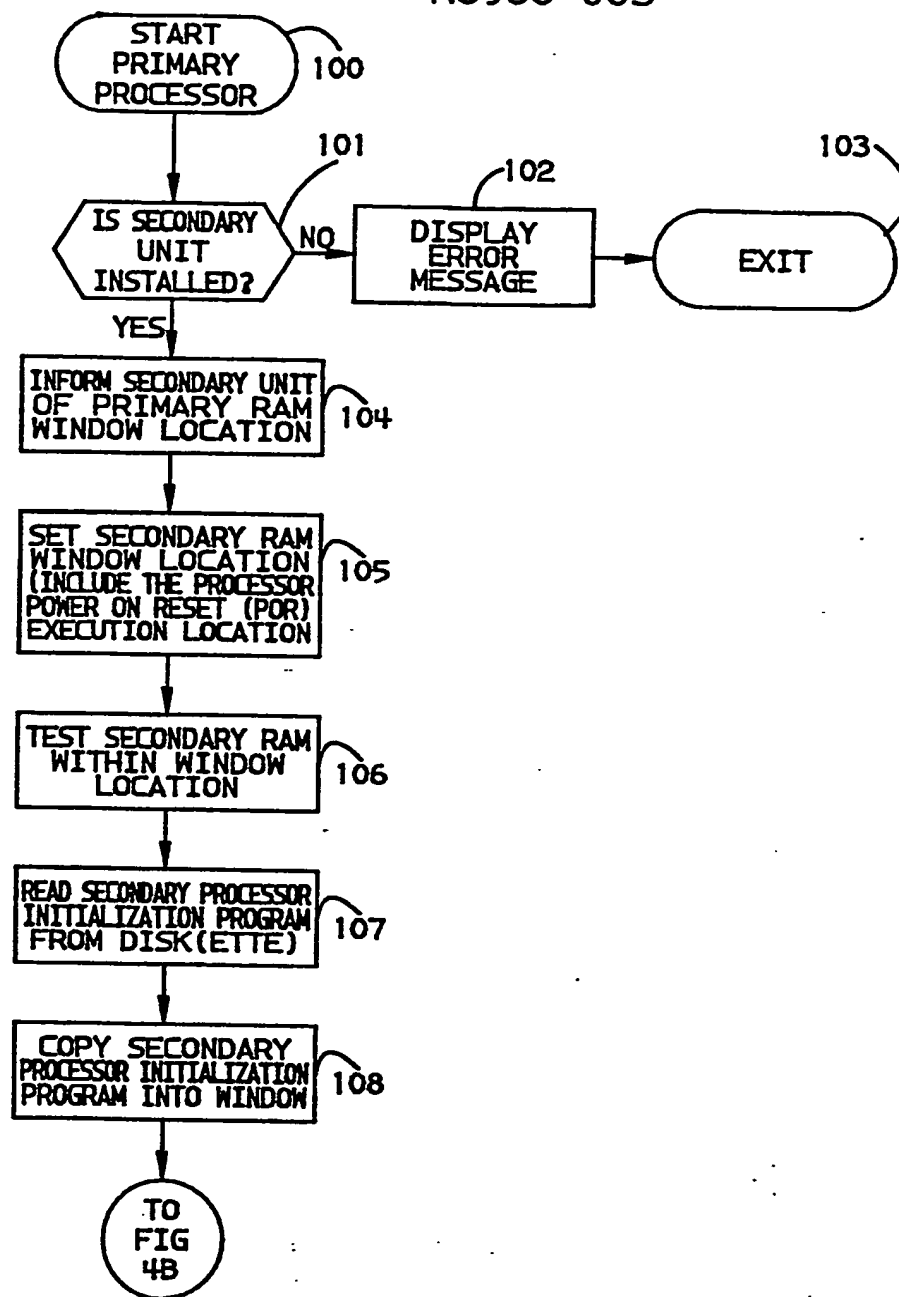 START
PRIMARY
PROCESSOR
100
101
IS SECONDARY
UNIT
INSTALLED?
NO
102
DISPLAY
ERROR
MESSAGE
103
EXIT
YES
INFORM SECONDARY UNIT
OF PRIMARY RAM
WINDOW LOCATION
104
SET SECONDARY RAM
WINDOW LOCATION
(INCLUDE THE PROCESSOR
POWER ON RESET (POR)
EXECUTION LOCATION
105
TEST SECONDARY RAM
WITHIN WINDOW
LOCATION
106
READ SECONDARY PROCESSOR
INITIALIZATION PROGRAM
FROM DISK(ETTE)
107
COPY SECONDARY
PROCESSOR INITIALIZATION
PROGRAM INTO WINDOW
108
TO
FIG
4B